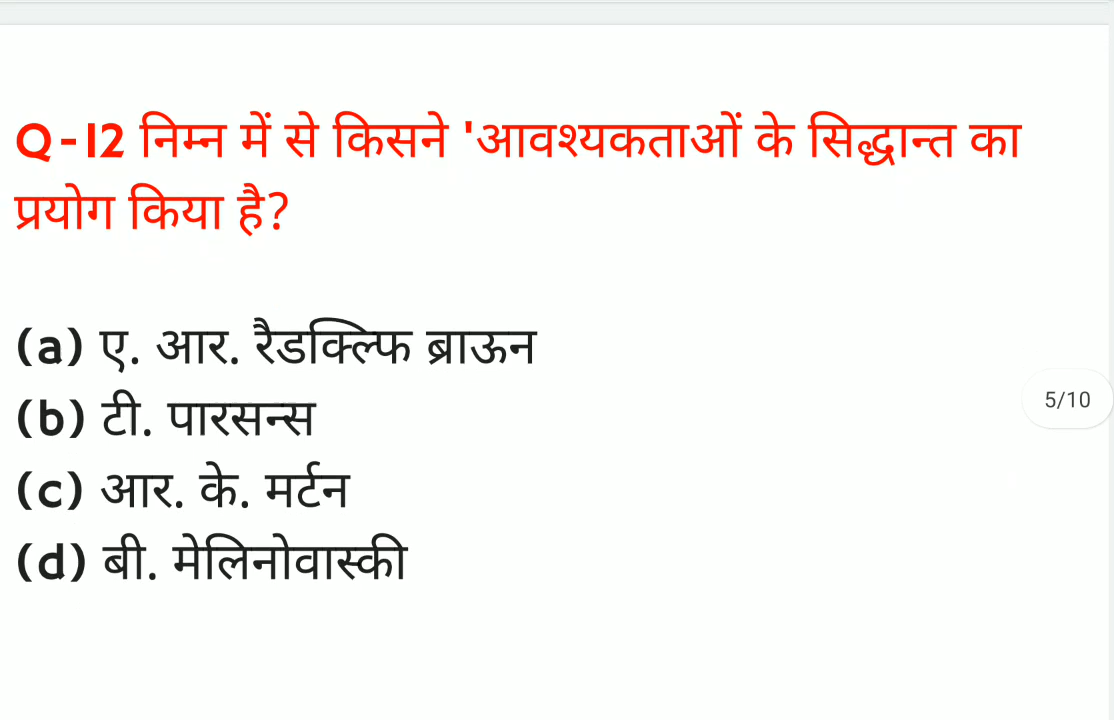 Q-12 निम्न में से किसने 'आवश्यकताओं के सिद्धान्त का
प्रयोग किया है?
(a) ए. आर. रैडक्ल्फि ब्राऊन
5/10
(b) टी. पारसन्स
(c) आर. के. मर्टन
(d) बी. मेलिनोवास्की